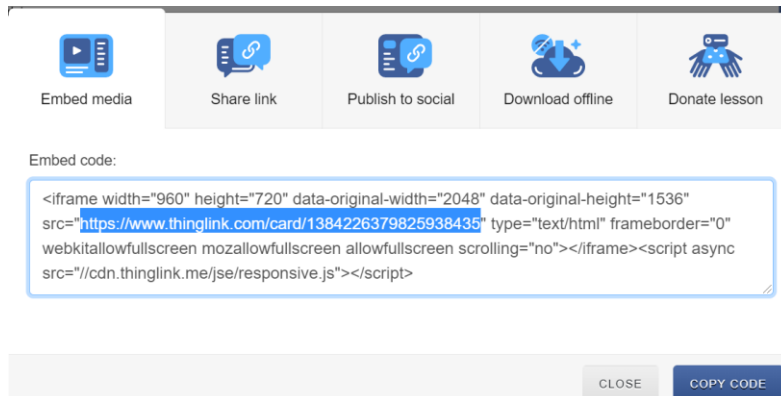 Embed media
Share link
Publish to social
Download offline
Donate lesson
Embed code:
<iframe width="960" height="720" data-original-width="2048" data-original-height="1536"
src="https://www.thinglink.com/card/1384226379825938435" type="text/html" frameborder="0"
webkitallowfullscreen mozallowfullscreen allowfullscreen scrolling="no"></iframe><script async
src="//cdn.thinglink.me/jse/responsive.js"></script>
CLOSE
COPY CODE